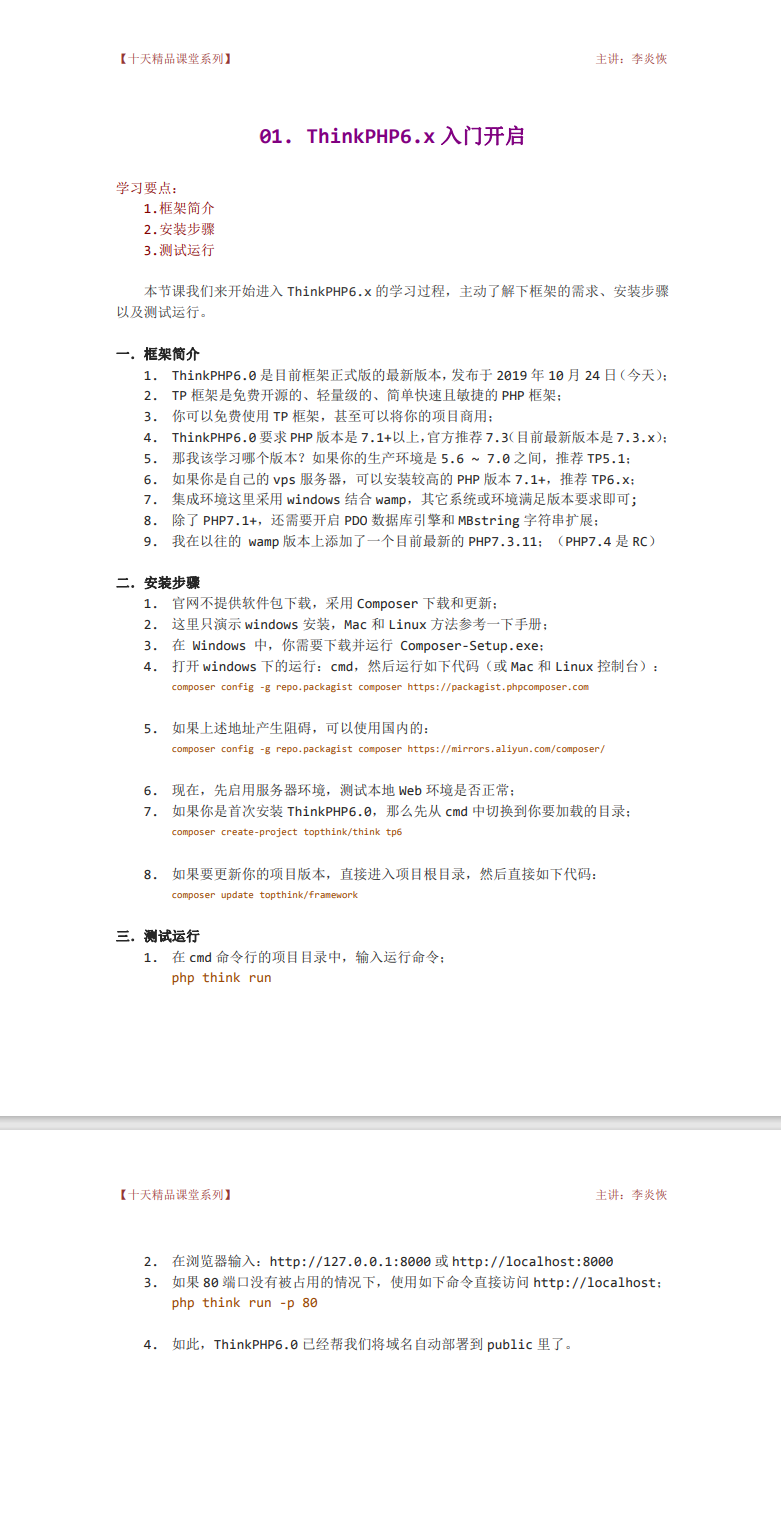 【十天精品课堂系列】 主讲：李炎恢
01. ThinkPHP6.x 入门开启
学习要点：
1.框架简介
2.安装步骤
3.测试运行
本节课我们来开始进入 ThinkPHP6.x 的学习过程，主动了解下框架的需求、安装步骤
以及测试运行。
一．框架简介
1. ThinkPHP6.0 是目前框架正式版的最新版本，发布于 2019 年 10 月 24 日（今天）；
2. TP 框架是免费开源的、轻量级的、简单快速且敏捷的 PHP 框架；
3. 你可以免费使用 TP 框架，甚至可以将你的项目商用；
4. ThinkPHP6.0 要求 PHP 版本是 7.1+以上，官方推荐 7.3（目前最新版本是 7.3.x）；
5. 那我该学习哪个版本？如果你的生产环境是 5.6 ~ 7.0 之间，推荐 TP5.1；
6. 如果你是自己的 vps 服务器，可以安装较高的 PHP 版本 7.1+，推荐 TP6.x；
7. 集成环境这里采用 windows 结合 wamp，其它系统或环境满足版本要求即可;
8. 除了 PHP7.1+，还需要开启 PDO 数据库引擎和 MBstring 字符串扩展；
9. 我在以往的 wamp 版本上添加了一个目前最新的 PHP7.3.11；（PHP7.4 是 RC）
二．安装步骤
1. 官网不提供软件包下载，采用 Composer 下载和更新；
2. 这里只演示 windows 安装，Mac 和 Linux 方法参考一下手册；
3. 在 Windows 中，你需要下载并运行 Composer-Setup.exe；
4. 打开 windows 下的运行：cmd，然后运行如下代码（或 Mac 和 Linux 控制台）：
composer config -g repo.packagist composer https://packagist.phpcomposer.com
5. 如果上述地址产生阻碍，可以使用国内的：
composer config -g repo.packagist composer https://mirrors.aliyun.com/composer/
6. 现在，先启用服务器环境，测试本地 Web 环境是否正常；
7. 如果你是首次安装 ThinkPHP6.0，那么先从 cmd 中切换到你要加载的目录；
composer create-project topthink/think tp6
8. 如果要更新你的项目版本，直接进入项目根目录，然后直接如下代码：
composer update topthink/framework
三．测试运行
1. 在 cmd 命令行的项目目录中，输入运行命令；
php think run
【十天精品课堂系列】 主讲：李炎恢
2. 在浏览器输入：http://127.0.0.1:8000 或 http://localhost:8000
3. 如果 80 端口没有被占用的情况下，使用如下命令直接访问 http://localhost；
php think run -p 80
4. 如此，ThinkPHP6.0 已经帮我们将域名自动部署到 public 里了。